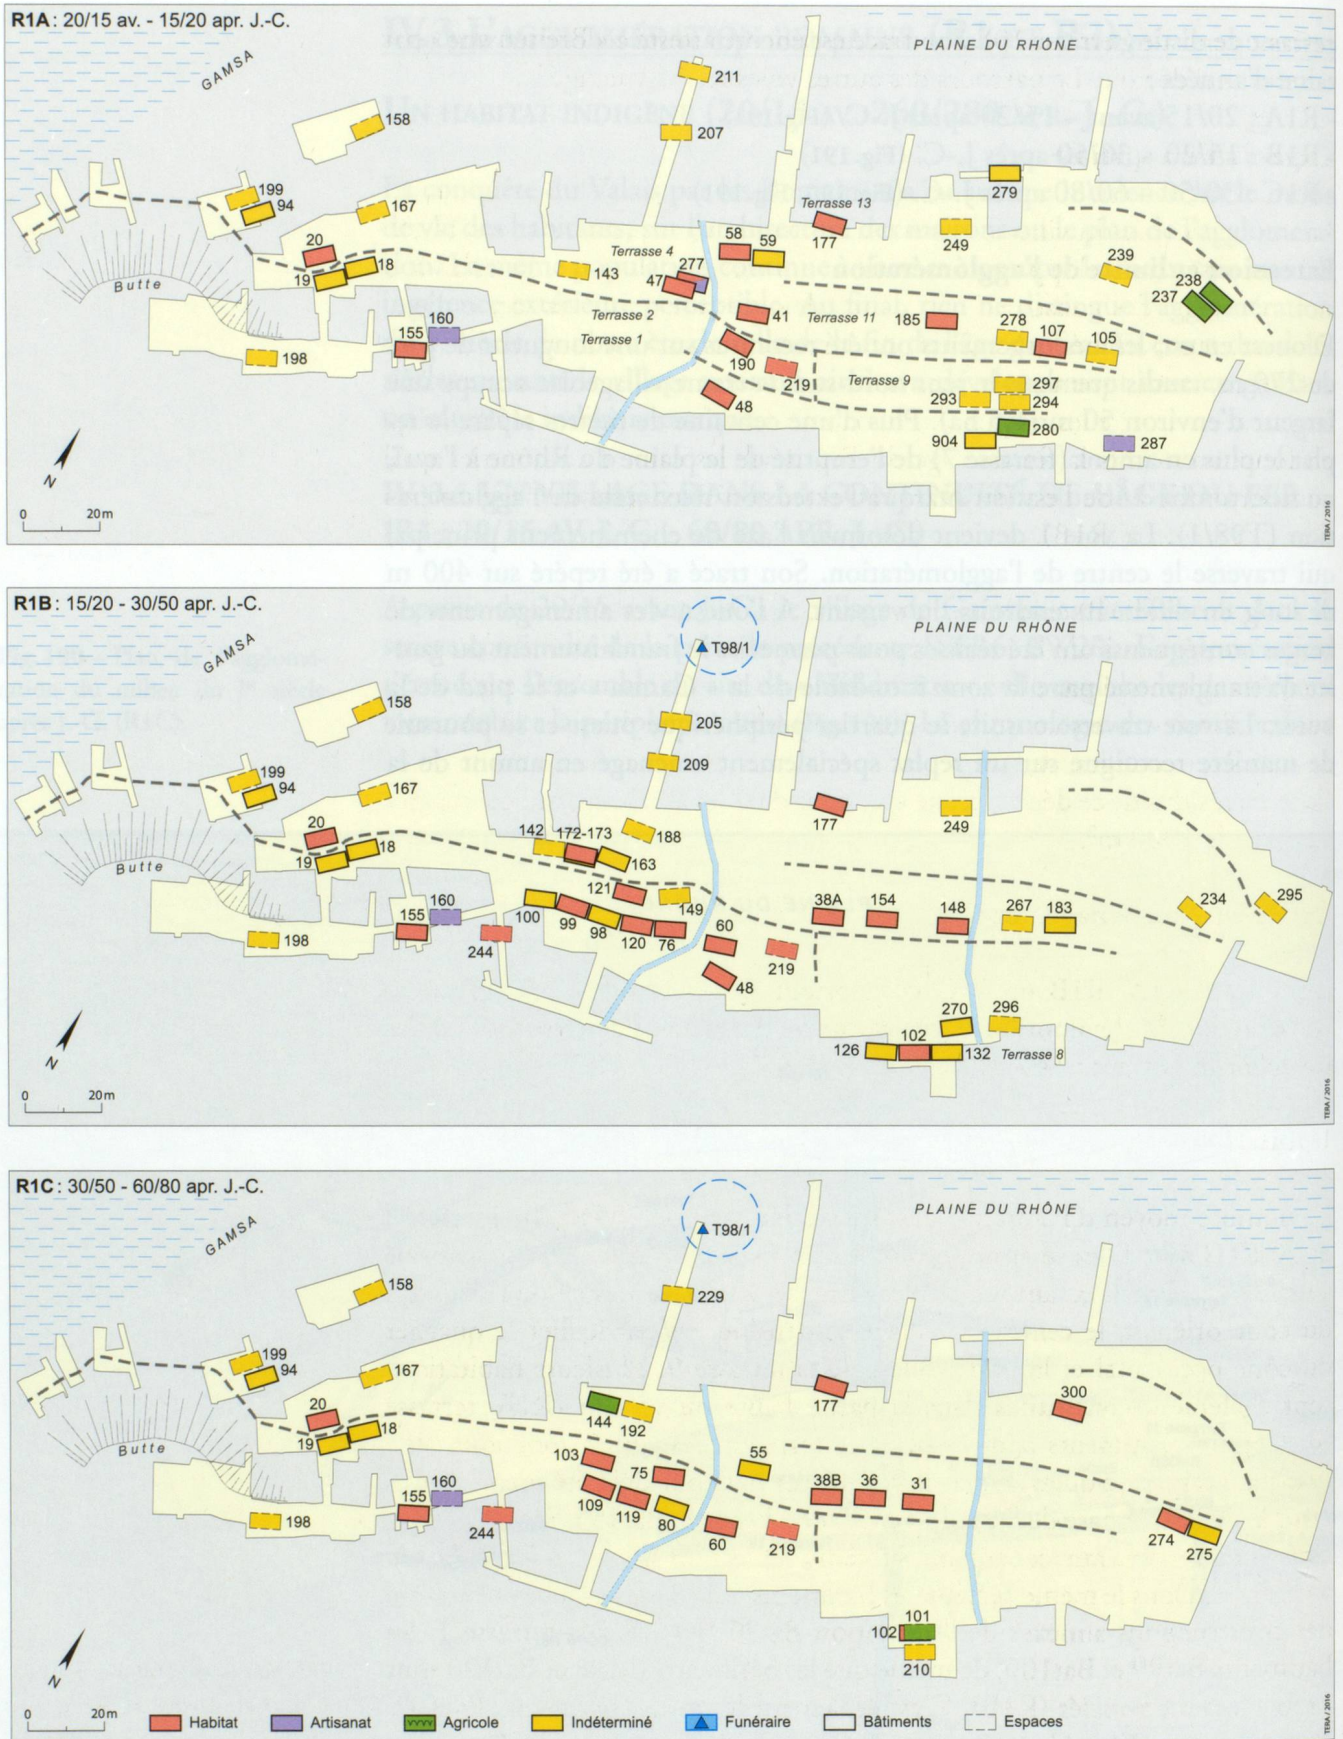 R1A : 20/15 av. - 15/20 apr. J.-C.
GAMSA
PLAINE DU RHÔNE
211
158
207
279
199
94
167
Terrasse 13
177
249
20
58
59
Terrasse 4
277
19
18
143
47
239
238
237
Butte
Terrasse 2
41
Terrasse 11
185
278
107
105
160
155
Terrasse 1
198
190
219
Terrasse 9
297
293
294
48
904
280
287
N
0
20 m
TERA / 2016
R1B : 15/20 - 30/50 apr. J.-C.
GAMSA
PLAINE DU RHÔNE
T98/1
158
205
209
199
94
167
177
249
20
142
172-173
188
19
18
163
Butte
121
160
155
100
99
98
149
38A
154
148
267
183
234
295
198
244
120
76
60
219
48
270
296
126
102
132
Terrasse 8
N
0
20 m
TERA / 2016
R1C : 30/50 - 60/80 apr. J.-C.
GAMSA
PLAINE DU RHÔNE
T98/1
158
229
199
94
167
177
300
20
144
192
19
18
Butte
103
75
55
160
155
109
119
80
38B
36
31
198
244
60
219
274
275
101
102
210
N
0
20 m
Habitat
Artisanat
Agricole
Indéterminé
Funéraire
Bâtiments
Espaces
TERA / 2016